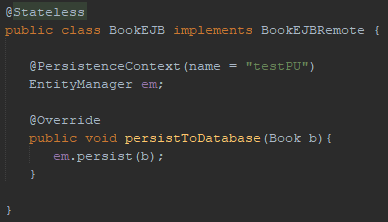 @Stateless
public class BookEJB implements BookEJBRemote {
@PersistenceContext(name = "testPU")
EntityManager em;
@Override
public void persistToDatabase(Book b){
em.persist(b);
}
}